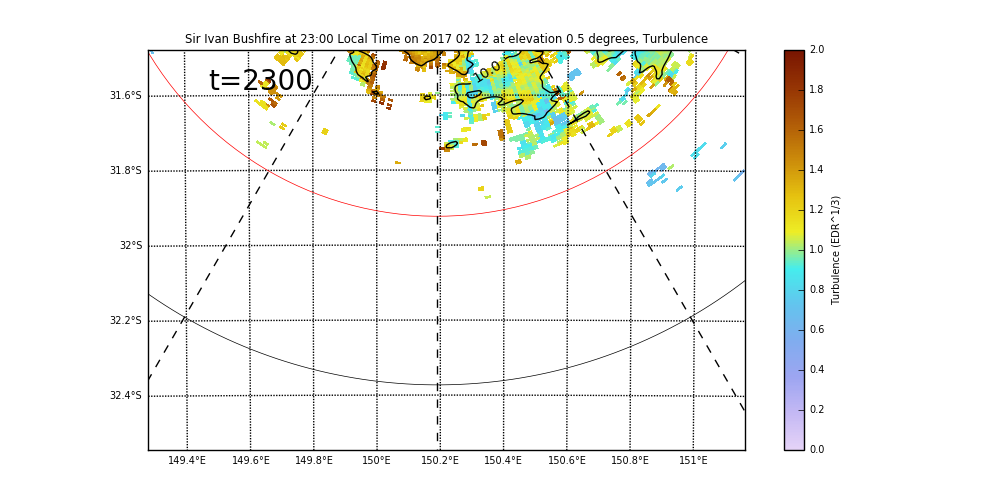 Sir Ivan Bushfire at 23:00 Local Time on 2017 02 12 at elevation 0.5 degrees, Turbulence
t=2300
10.0
31.6°S
31.8°S
32°S
32.2°S
32.4°S
149.4°E 149.6°E 149.8°E 150°E 150.2°E 150.4°E 150.6°E 150.8°E 151°E
2.0
1.8
1.6
1.4
1.2
1.0
0.8
0.6
0.4
0.2
0.0
Turbulence (EDR^1/3)